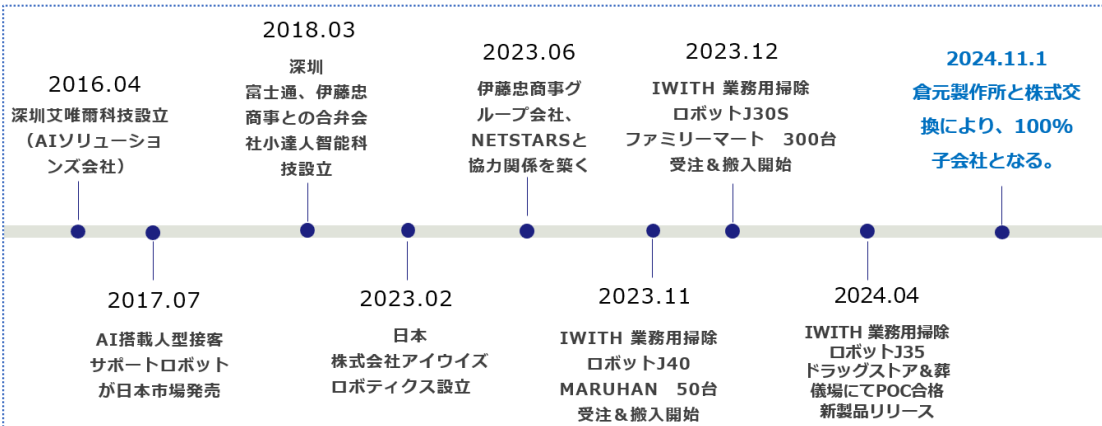 2016.04
深圳艾唯爾科技設立
（AIソリューショ
ンズ会社）
2017.07
AI搭載人型接客
サポートロボット
が日本市場発売
2018.03
深圳
富士通、伊藤忠
商事との合弁会
社小達人智能科
技設立
2023.02
日本
株式会社アイウイズ
ロボティクス設立
2023.06
伊藤忠商事グ
ループ会社、
NETSTARSと
協力関係を築く
2023.11
IWITH 業務用掃除
ロボットJ40
MARUHAN　50台
受注＆搬入開始
2023.12
IWITH 業務用掃除
ロボットJ30S
ファミリーマート　300台
受注＆搬入開始
2024.04
IWITH 業務用掃除
ロボットJ35
ドラッグストア＆葬
儀場にてPOC合格
新製品リリース
2024.11.1
倉元製作所と株式交
換により、100%
子会社となる。